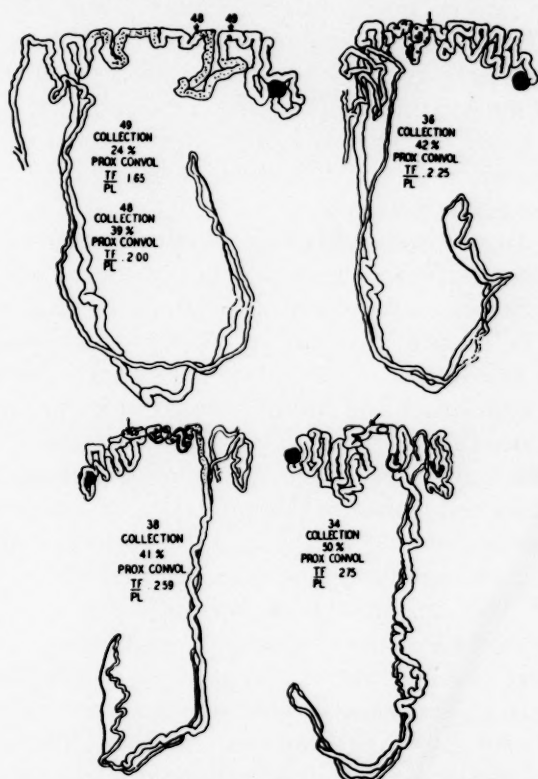 48 49
49
COLLECTION
24 %
PROX CONVOL
TF 1.65
PL
48
COLLECTION
39 %
PROX CONVOL
TF . 2 00
PL
36
COLLECTION
42 %
PROX CONVOL
TF . 2 25
PL
38
COLLECTION
41 %
PROX CONVOL
TF 2 59
PL
34
COLLECTION
50 %
PROX CONVOL
TF 2 75
PL